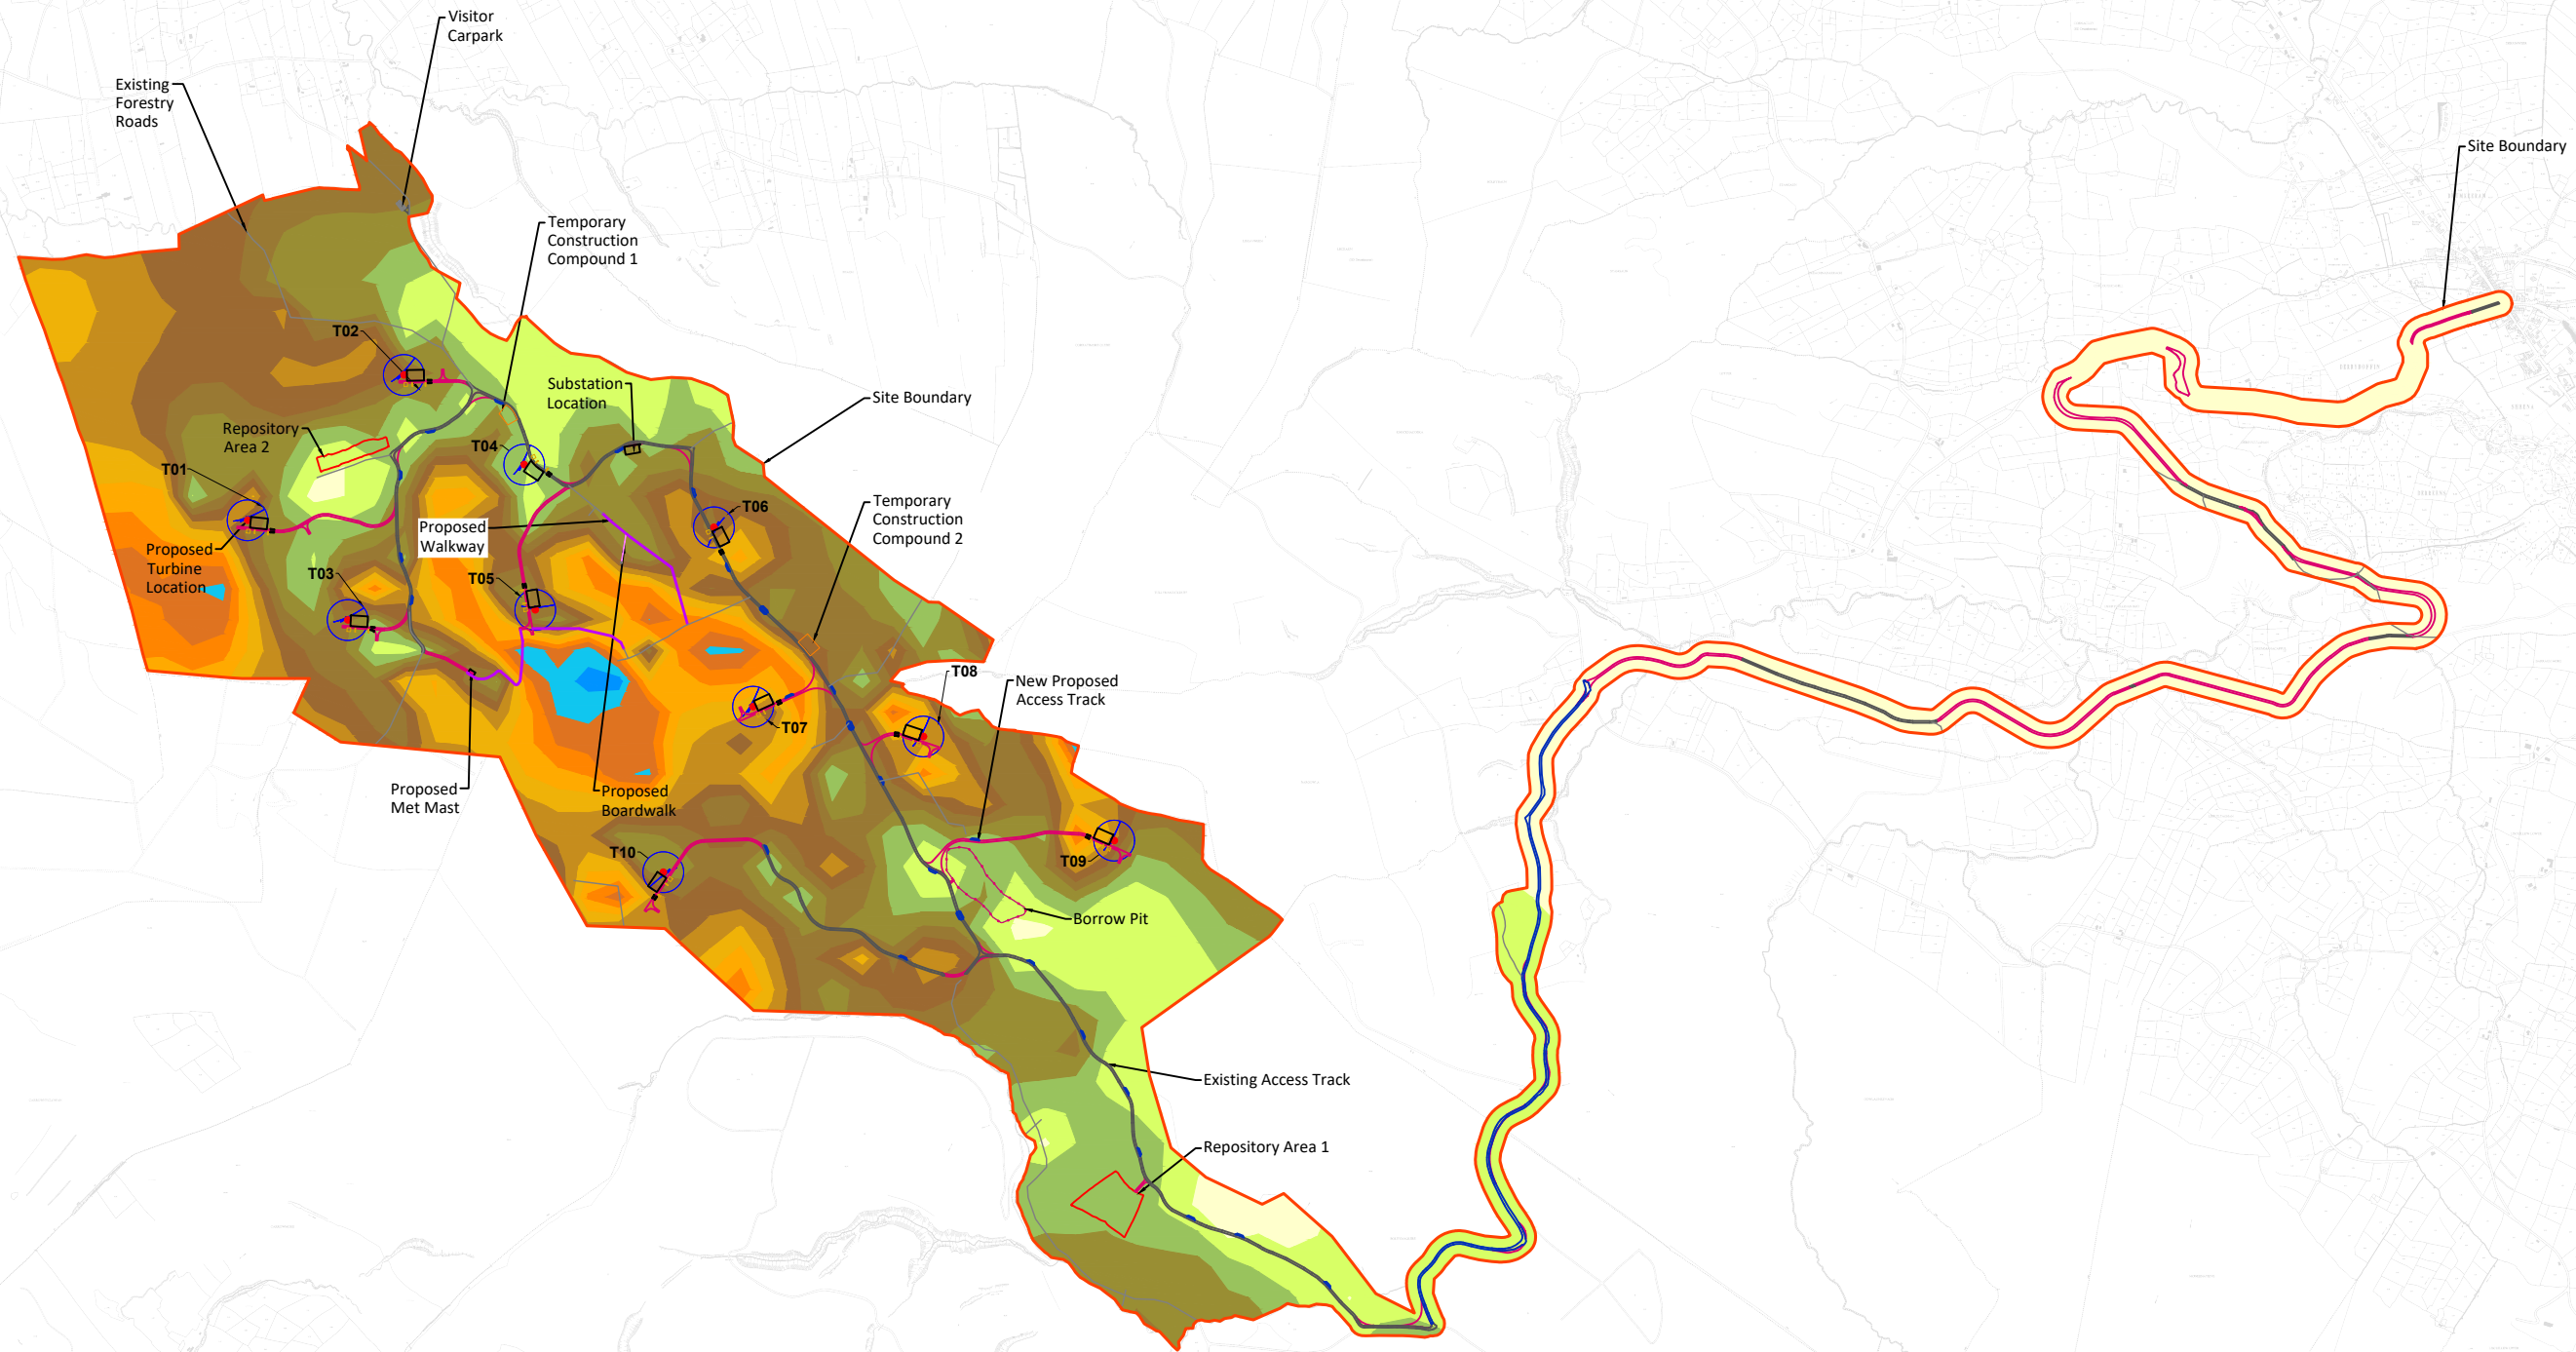 Visitor
Carpark
Existing
Forestry
Roads
Site Boundary
Temporary
Construction
Compound 1
T02
Substation
Location
Site Boundary
Repository
Area 2
T04
T01
Temporary
Construction
Compound 2
T06
Proposed
Walkway
Proposed
Turbine
Location
T03
T05
T08
New Proposed
Access Track
T07
Proposed
Met Mast
Proposed
Boardwalk
T10
T09
Borrow Pit
Existing Access Track
Repository Area 1